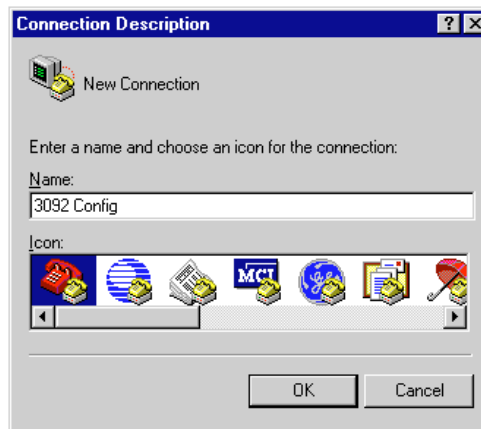 Connection Description
New Connection
Enter a name and choose an icon for the connection:
Name:
3092 Config
Icon:
MCI
OK
Cancel